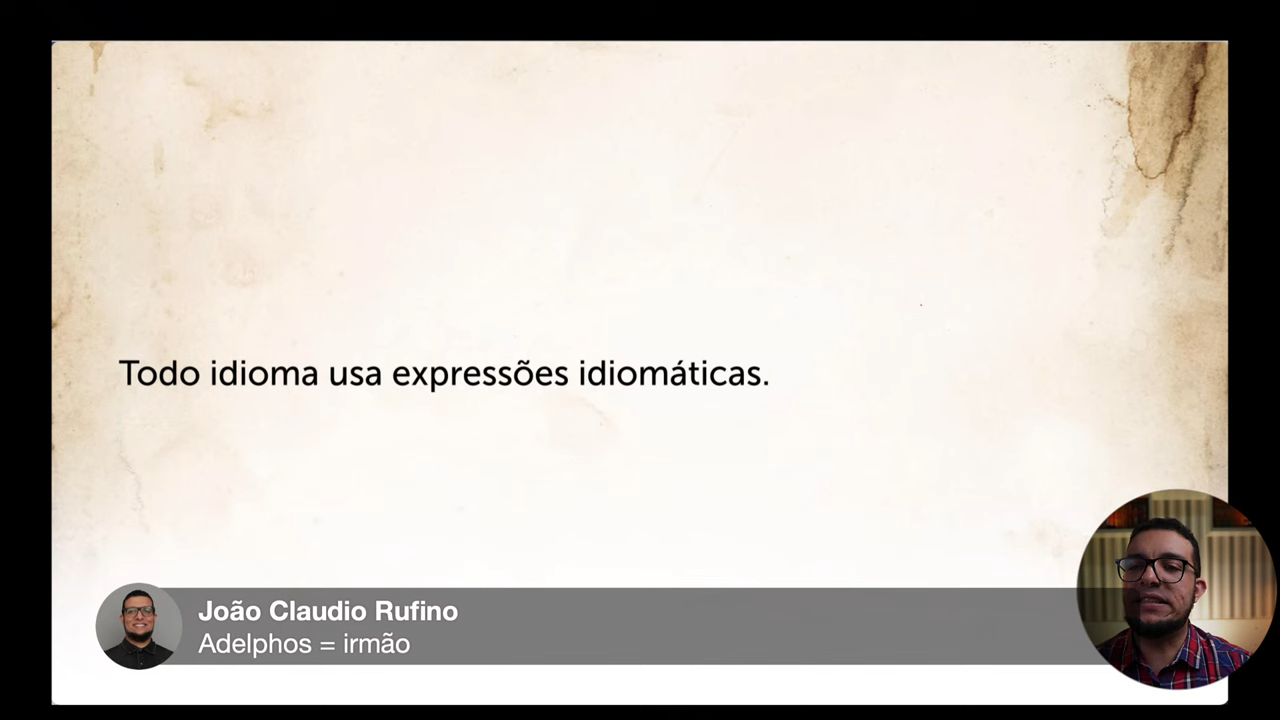 Todo idioma usa expressões idiomáticas.
João Claudio Rufino
Adelphos = irmão